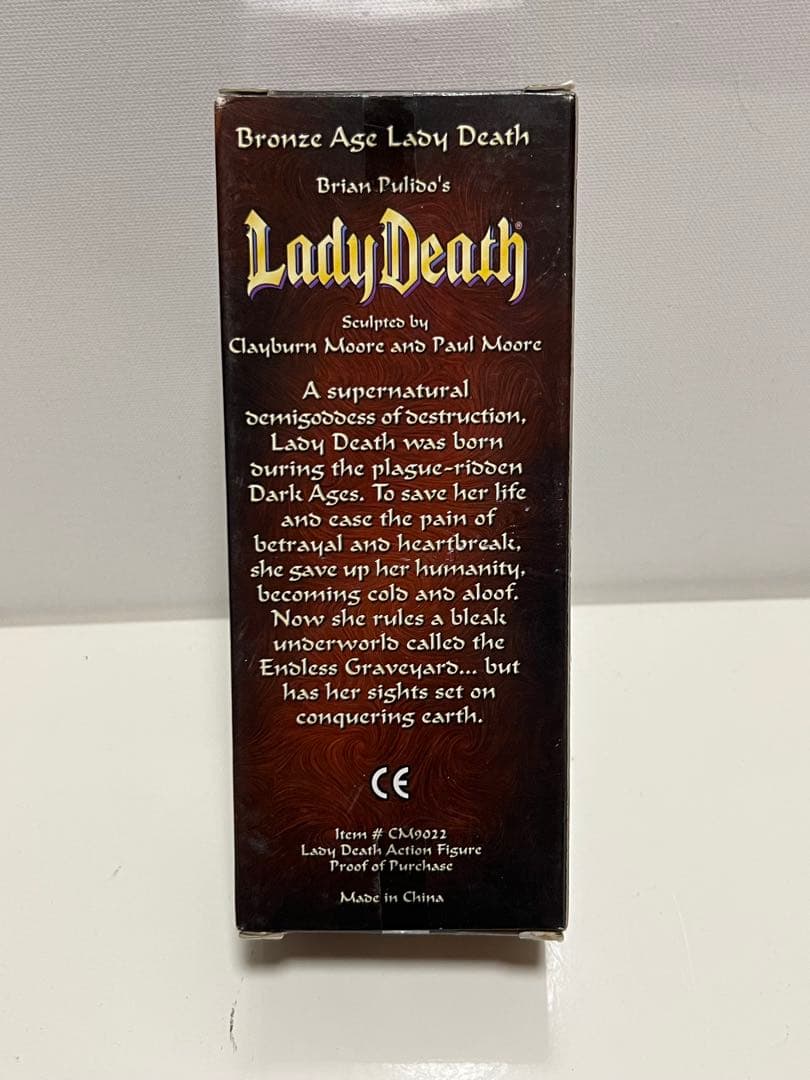 Bronze Age Lady Death
Brian Pulido's
Lady Death®
Sculpted by
Clayburn Moore and Paul Moore
A supernatural
demigoddess of destruction,
Lady Death was born
during the plague-ridden
Dark Ages. To save her life
and ease the pain of
betrayal and heartbreak,
she gave up her humanity,
becoming cold and aloof.
Now she rules a bleak
underworld called the
Endless Graveyard... but
has her sights set on
conquering earth.
CE
Item # CM9022
Lady Death Action Figure
Proof of Purchase
Made in China